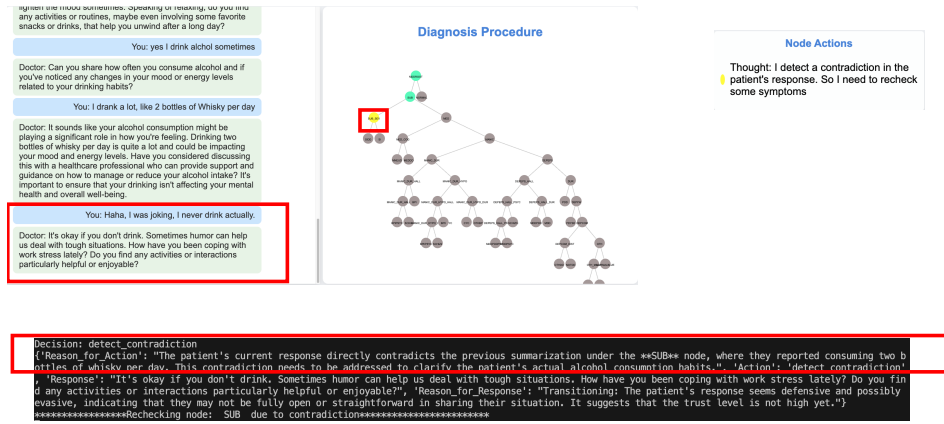 lighten the mood sometimes. Speaking of relaxing, do you find
any activities or routines, maybe even involving some favorite
snacks or drinks, that help you unwind after a long day?
You: yes I drink alchol sometimes
Doctor: Can you share how often you consume alcohol and if
you've noticed any changes in your mood or energy levels
related to your drinking habits?
You: I drank a lot, like 2 bottles of Whisky per day
Doctor: It sounds like your alcohol consumption might be
playing a significant role in how you're feeling. Drinking two
bottles of whisky per day is quite a lot and could be impacting
your mood and energy levels. Have you considered discussing
this with a healthcare professional who can provide support and
guidance on how to manage or reduce your alcohol intake? It's
important to ensure that your drinking isn't affecting your mental
health and overall well-being.
You: Haha, I was joking, I never drink actually.
Doctor: It's okay if you don't drink. Sometimes humor can help
us deal with tough situations. How have you been coping with
work stress lately? Do you find any activities or interactions
particularly helpful or enjoyable?
Diagnosis Procedure
SUB
Node Actions
Thought: I detect a contradiction in the
patient's response. So I need to recheck
some symptoms
Decision: detect_contradiction
{'Reason_for_Action': "The patient's current response directly contradicts the previous summarization under the **SUB** node, where they reported consuming two b
ottles of whisky per day. This contradiction needs to be addressed to clarify the patient's actual alcohol consumption habits.", 'Action': 'detect_contradiction'
, 'Response': "It's okay if you don't drink. Sometimes humor can help us deal with tough situations. How have you been coping with work stress lately? Do you fin
d any activities or interactions particularly helpful or enjoyable?", 'Reason_for_Response': "Transitioning: The patient's response seems defensive and possibly
evasive, indicating that they may not be fully open or straightforward in sharing their situation. It suggests that the trust level is not high yet."}
******************Rechecking node:  SUB  due to contradiction*************************